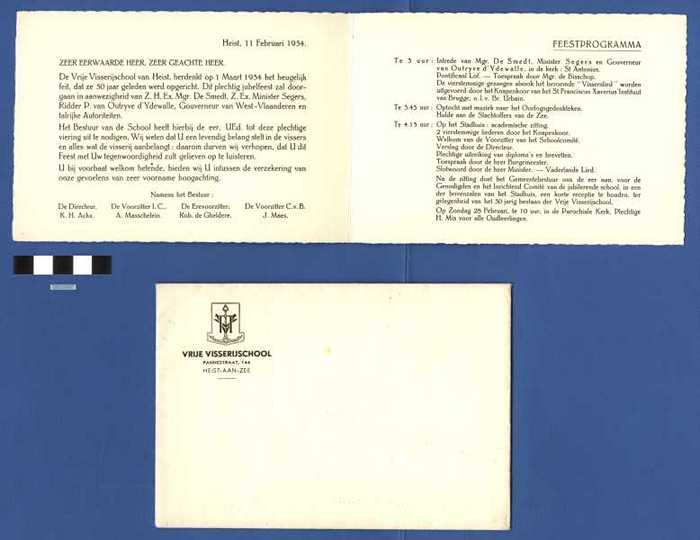 Heist, 11 Februari 1954.
ZEER EERWAARDE HEER, ZEER GEACHTE HEER,
De Vrije Visserijschool van Heist, herdenkt op 1 Maart 1954 het heugelijk
feit, dat ze 50 jaar geleden werd opgericht. Dit plechtig jubelfeest zal door-
gaan in aanwezigheid van Z. H. Ex. Mgr. De Smedt, Z. Ex. Minister Segers,
Ridder P. van Outryve d'Ydewalle, Gouverneur van West-Vlaanderen en
talrijke Autoriteiten.
Het Bestuur van de School heeft hierbij de eer, UEd. tot deze plechtige
viering uit te nodigen. Wij weten dat U een levendig belang stelt in de vissers
en alles wat de visserij aanbelangt: daarom durven wij verhopen, dat U dit
Feest met Uw tegenwoordigheid zult gelieven op te luisteren.
U bij voorbaat welkom hetende, bieden wij U intussen de verzekering van
onze gevoelens van zeer voorname hoogachting.
Namens het Bestuur:
De Directeur, De Voorzitter I.C., De Erevoorzitter, De Voorzitter C.v.B.
K. H. Acke. A. Masschelein. Rob. de Gheldere. J. Maes.
FEESTPROGRAMMA
Te 3 uur: Intrede van Mgr. De Smedt, Minister Segers en Gouverneur
van Outryve d'Ydewalle, in de kerk: St Antonius.
Pontificaal Lof. — Toespraak door Mgr. de Bisschop.
De vierstemmige gezangen alsook het beroemde "Visserslied" worden
uitgevoerd door het Knapenkoor van het St Franciscus Xaverius Instituut
van Brugge, o. l. v. Br. Urbain.
Te 3.45 uur: Optocht met muziek naar het Oorlogsgedenkteken.
Hulde aan de Slachtoffers van de Zee.
Te 4.15 uur: Op het Stadhuis: academische zitting.
2 vierstemmige liederen door het Knapenkoor.
Welkom van de Voorzitter van het Schoolcomité.
Verslag door de Directeur.
Plechtige uitreiking van diploma's en brevetten.
Toespraak door de heer Burgemeester.
Slotwoord door de heer Minister. — Vaderlands Lied.
Na de zitting doet het Gemeentebestuur ons de eer aan, voor de
Genodigden en het Inrichtend Comité van de jubilerende school, in een
der bovenzalen van het Stadhuis, een korte receptie te houden, ter
gelegenheid van het 50 jarig bestaan der Vrije Visserijschool.
Op Zondag 28 Februari, te 10 uur, in de Parochiale Kerk, Plechtige
H. Mis voor alle Oudleerlingen.
VRIJE VISSERIJSCHOOL
PANNESTRAAT, 144
HEIST-AAN-ZEE